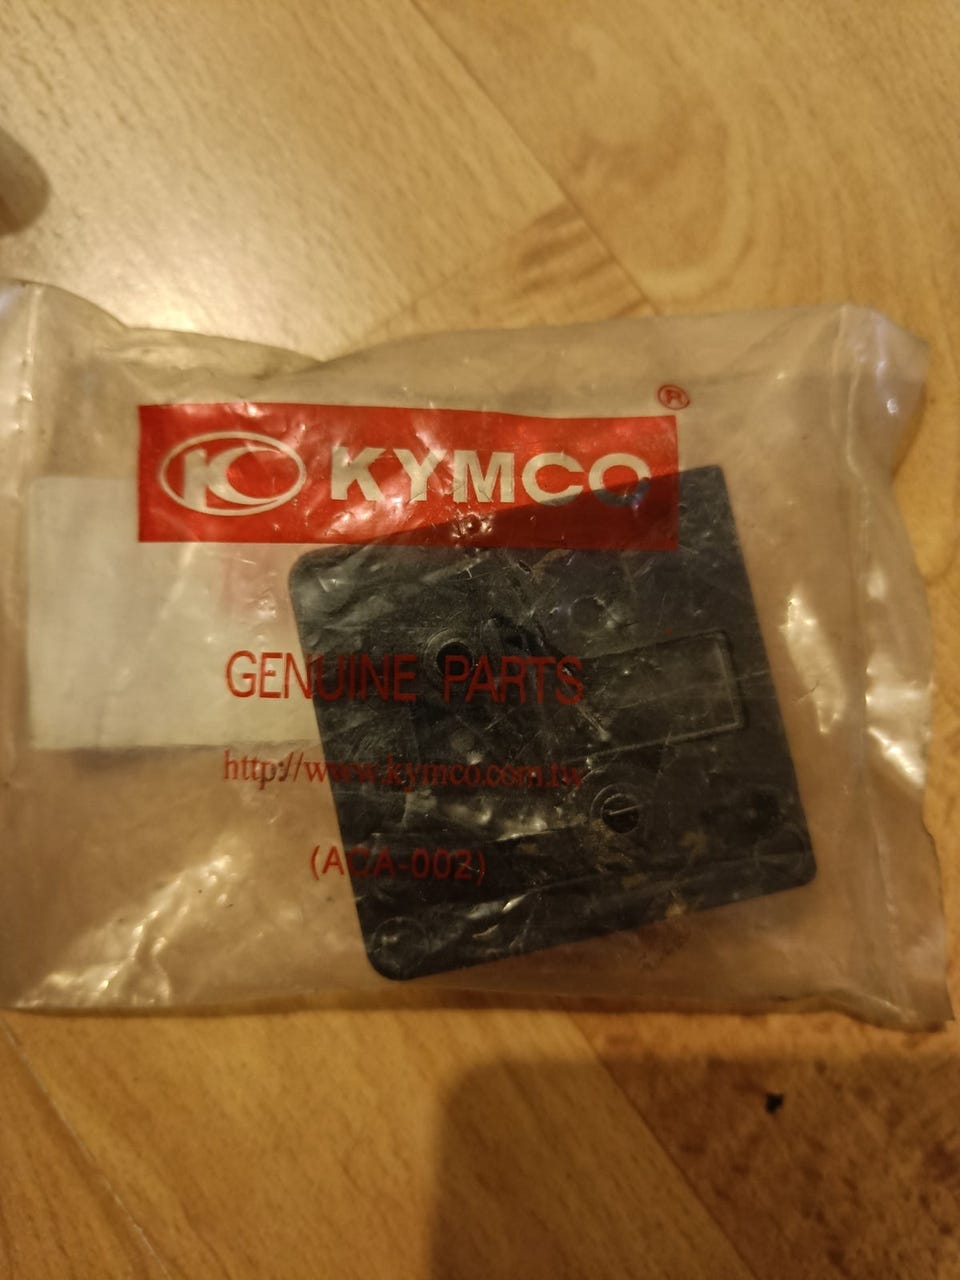 ®
KYMCO
GENUINE PARTS
http://www.kymco.com.tw
(ACA-002)